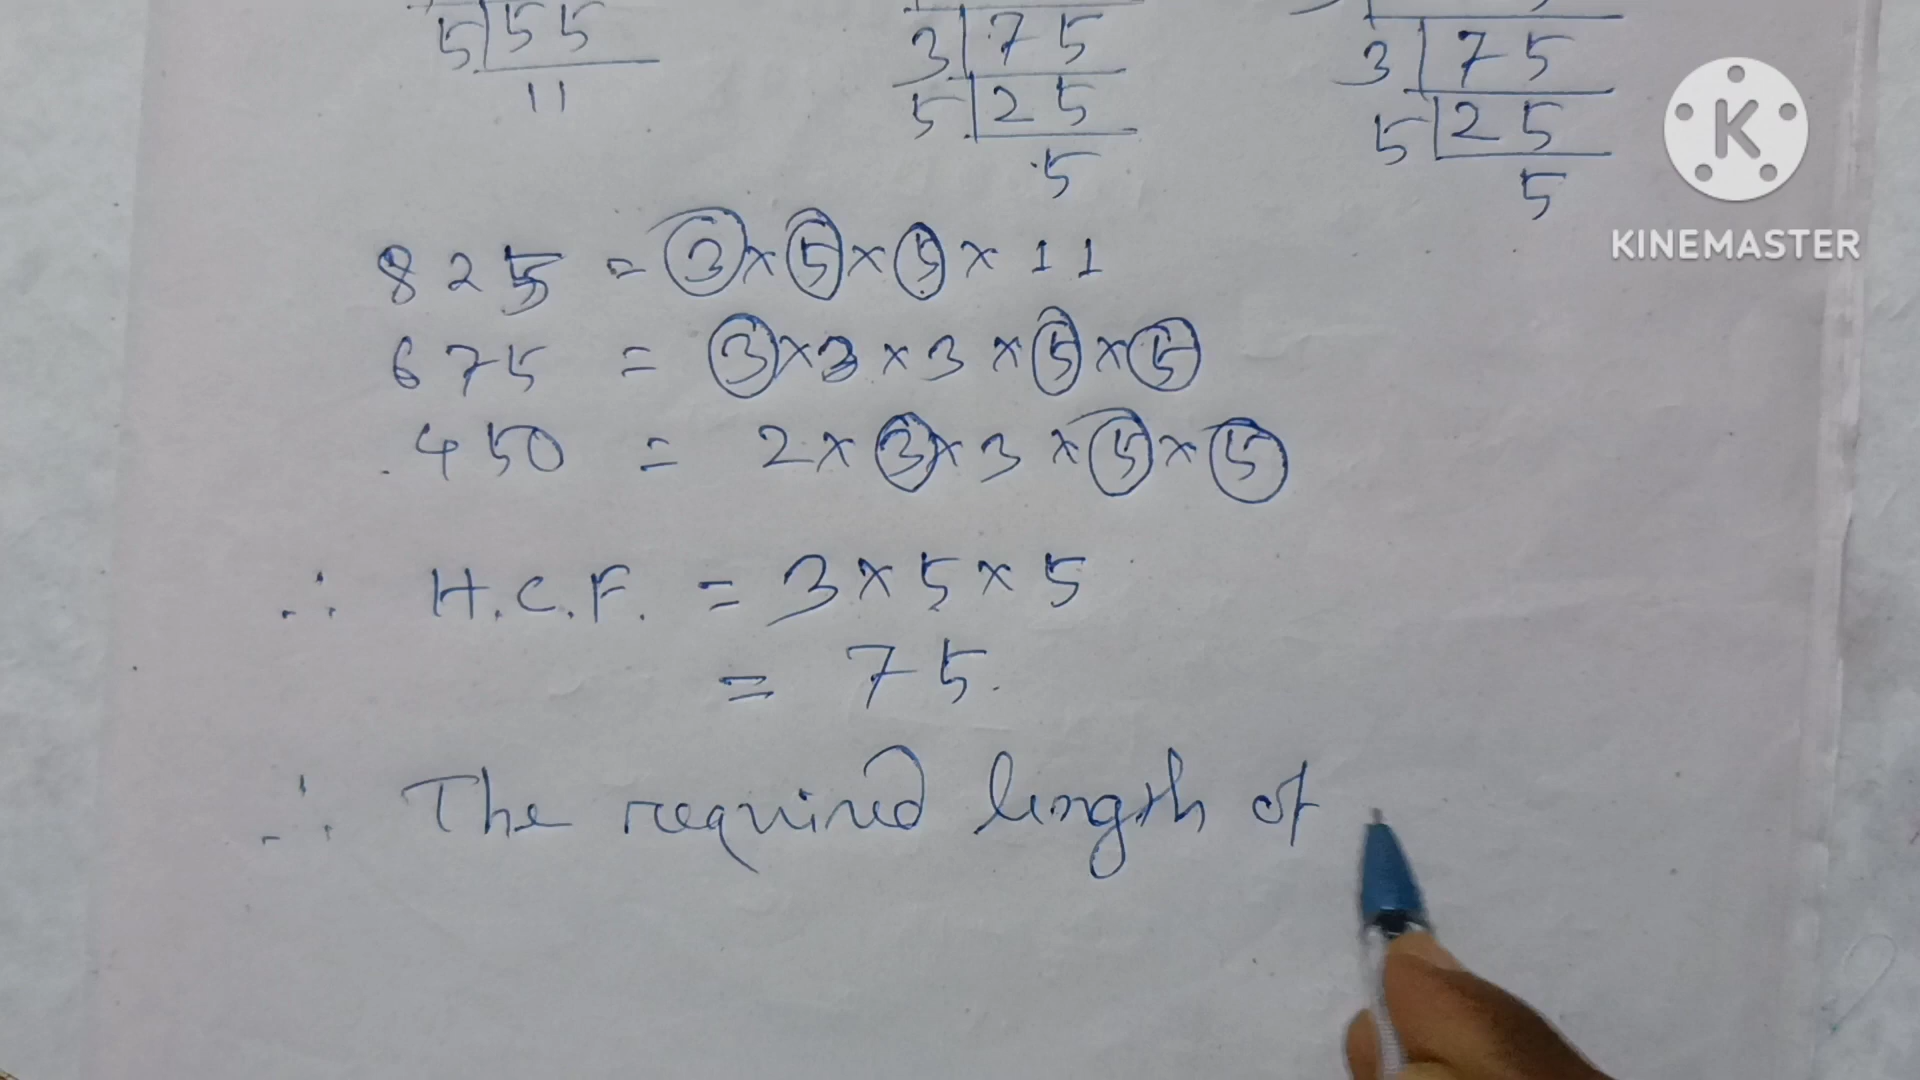 5 55
11
3 75
5 25
5
3 75
5 25
5
K
KINEMASTER
825 = 3×5×5×11
675 = 3×3×3×5×5
450 = 2×3×3×5×5
∴ H.C.F. = 3×5×5
= 75.
∴ The required length of